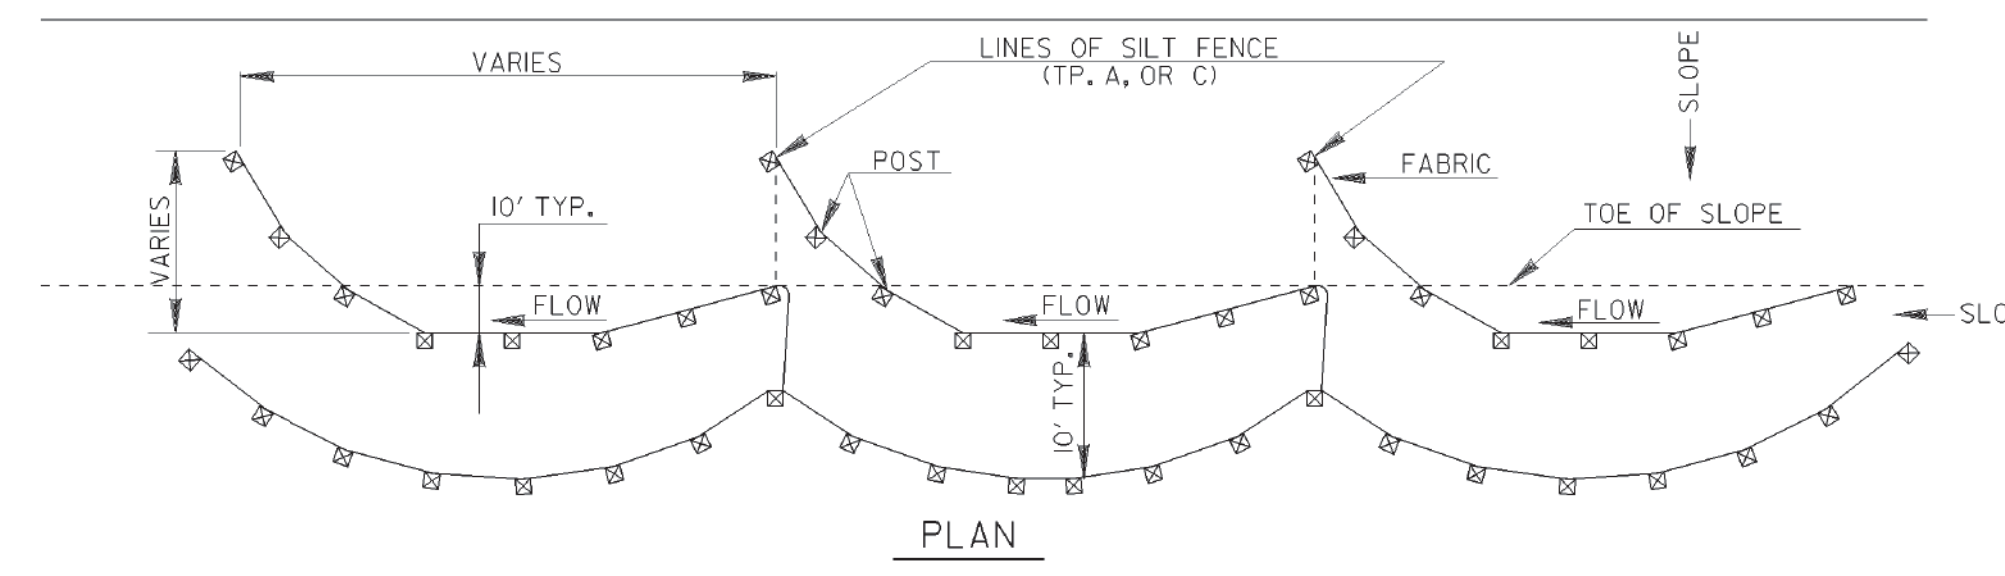 LINES OF SILT FENCE
(TP. A, OR C)
VARIES
SLOPE
POST
FABRIC
VARIES
10' TYP.
TOE OF SLOPE
FLOW
FLOW
FLOW
10' TYP.
PLAN